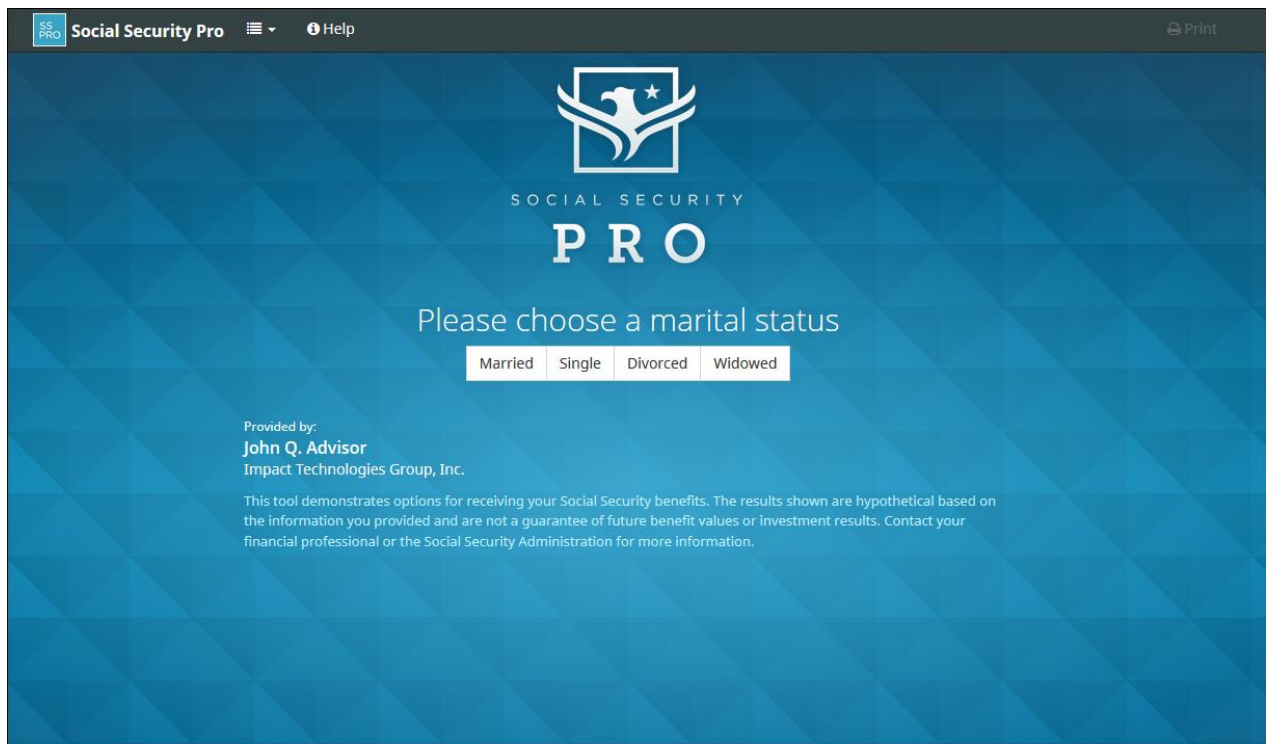 SS
PRO
Social Security Pro
Help
Print
SOCIAL SECURITY
PRO
Please choose a marital status
Married Single Divorced Widowed
Provided by:
John Q. Advisor
Impact Technologies Group, Inc.
This tool demonstrates options for receiving your Social Security benefits. The results shown are hypothetical based on
the information you provided and are not a guarantee of future benefit values or investment results. Contact your
financial professional or the Social Security Administration for more information.